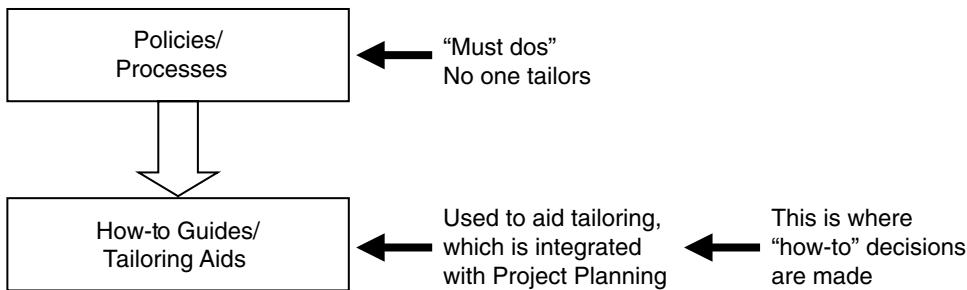 Policies/
Processes
“Must dos”
No one tailors
How-to Guides/
Tailoring Aids
Used to aid tailoring,
which is integrated
with Project Planning
This is where
“how-to” decisions
are made